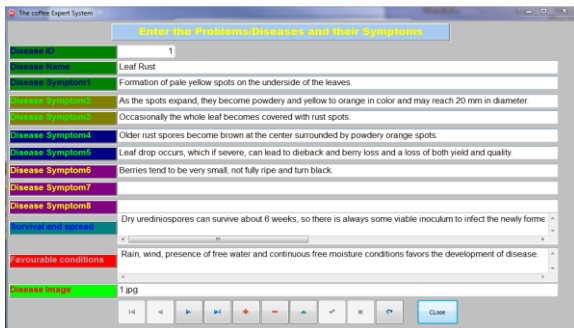 The coffee Expert System
Enter the Problems/Diseases and their Symptoms
Disease ID 1
Disease Name Leaf Rust
Disease Symptom1 Formation of pale yellow spots on the underside of the leaves.
Disease Symptom2 As the spots expand, they become powdery and yellow to orange in color and may reach 20 mm in diameter.
Disease Symptom3 Occasionally the whole leaf becomes covered with rust spots.
Disease Symptom4 Older rust spores become brown at the center surrounded by powdery orange spots.
Disease Symptom5 Leaf drop occurs, which if severe, can lead to dieback and berry loss and a loss of both yield and quality.
Disease Symptom6 Berries tend to be very small, not fully ripe and turn black.
Disease Symptom7
Disease Symptom8
Survival and spread Dry urediniospores can survive about 6 weeks, so there is always some viable inoculum to infect the newly forme
Favourable conditions Rain, wind, presence of free water and continuous free moisture conditions favors the development of disease.
Disease Image 1.jpg
CLose